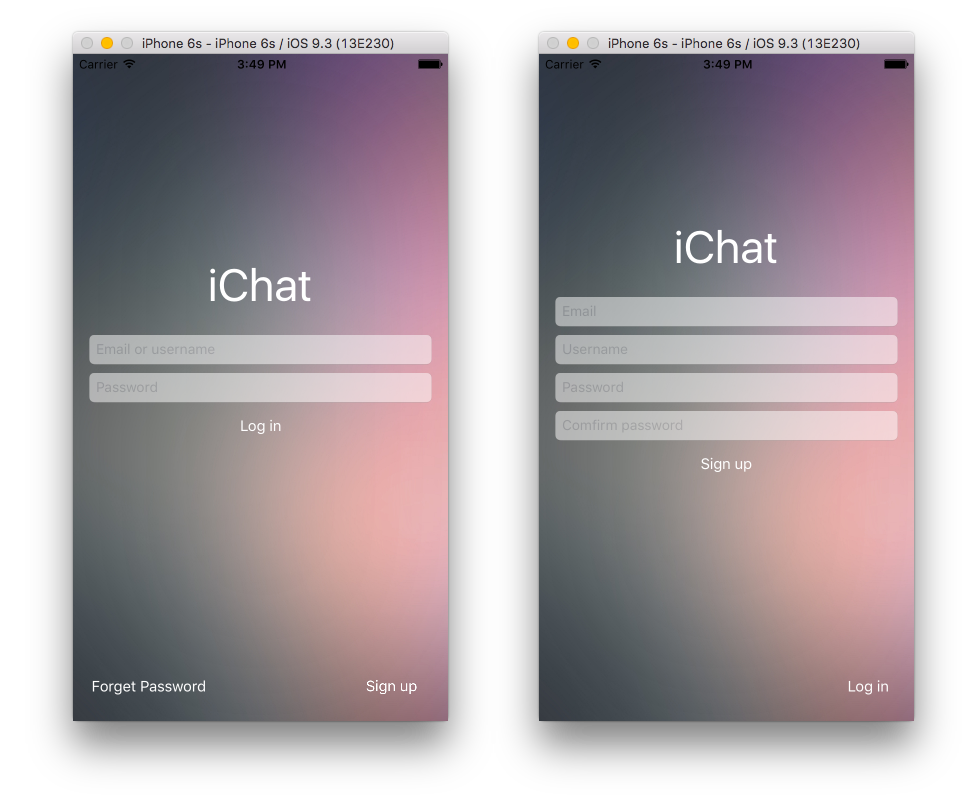 iPhone 6s - iPhone 6s / iOS 9.3 (13E230)
Carrier 3:49 PM
iChat
Email or username
Password
Log in
Forget Password Sign up
iPhone 6s - iPhone 6s / iOS 9.3 (13E230)
Carrier 3:49 PM
iChat
Email
Username
Password
Comfirm password
Sign up
Log in